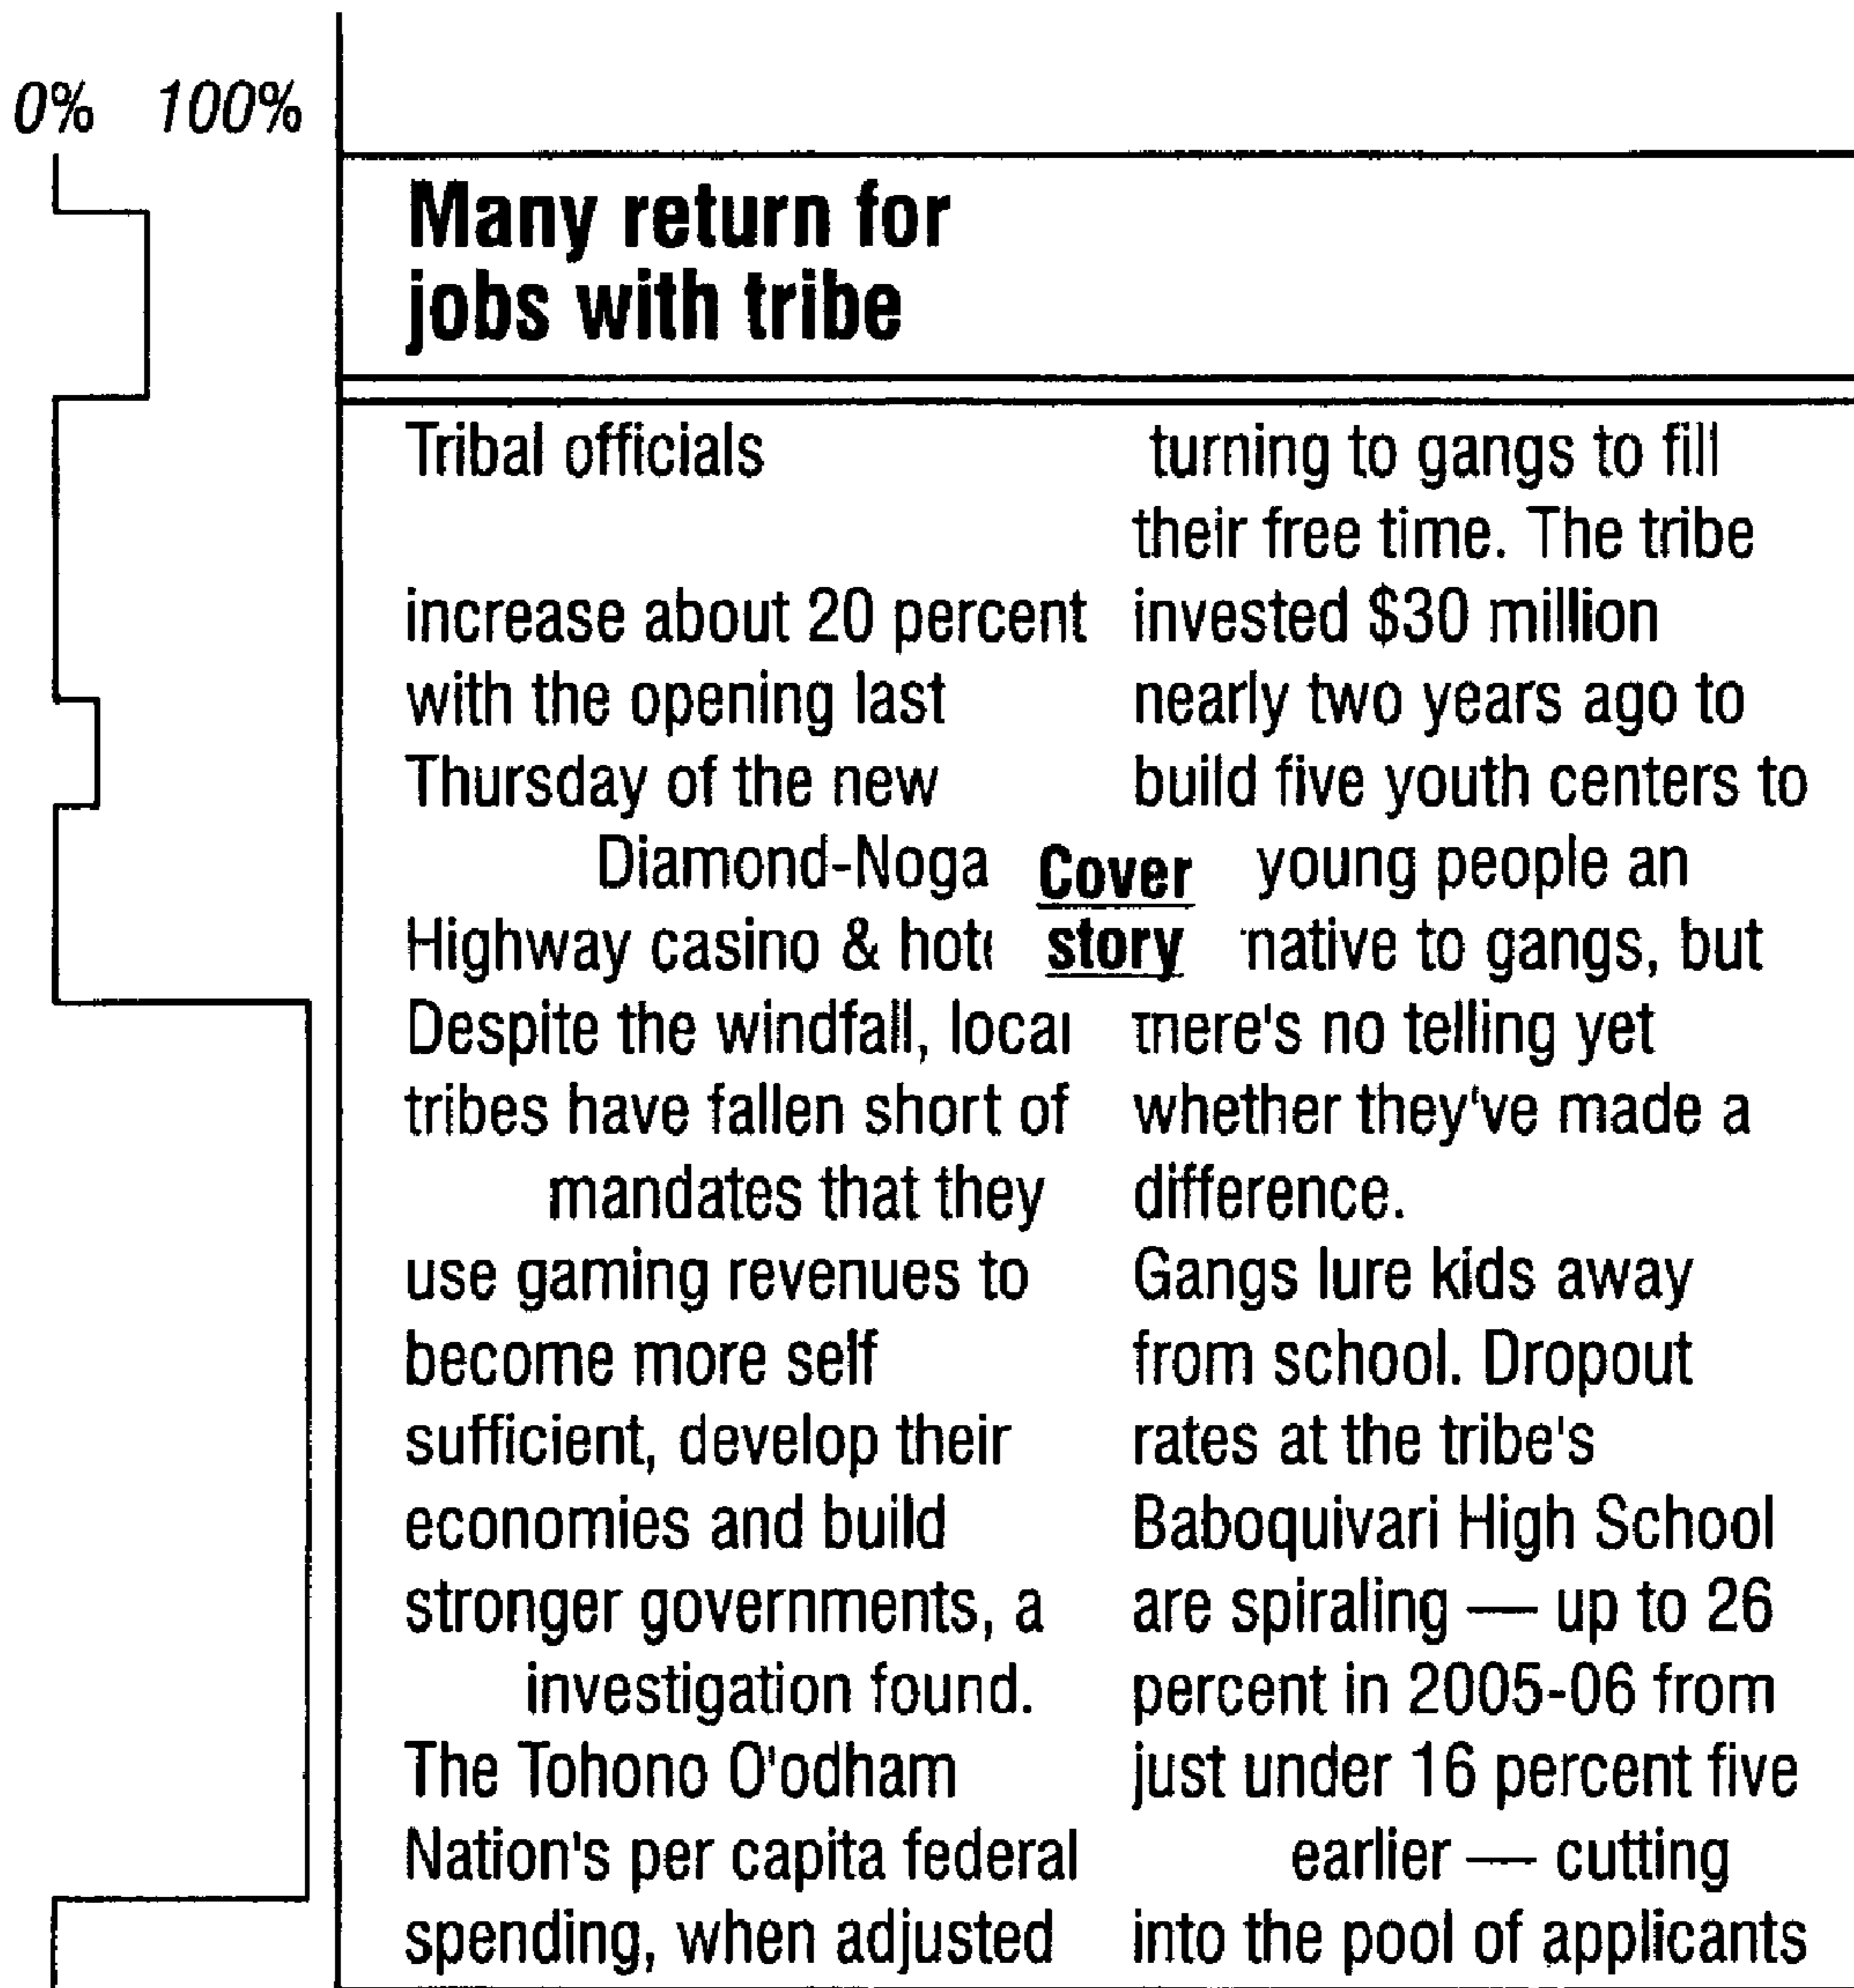 0% 100%
Many return for
jobs with tribe
Tribal officials
increase about 20 percent
with the opening last
Thursday of the new
Diamond-Noga
Highway casino &
Despite the windfall, local
tribes have fallen short of
mandates that they
use gaming revenues to
become more self
sufficient, develop their
economies and build
stronger governments, a
investigation found.
The Tohono O'odham
Nation's per capita federal
spending, when adjusted
Cover
story
turning to gangs to fill
their free time. The tribe
invested $30 million
nearly two years ago to
build five youth centers to
young people an
native to gangs, but
there's no telling yet
whether they've made a
difference.
Gangs lure kids away
from school. Dropout
rates at the tribe's
Baboquivari High School
are spiraling — up to 26
percent in 2005-06 from
just under 16 percent five
earlier — cutting
into the pool of applicants